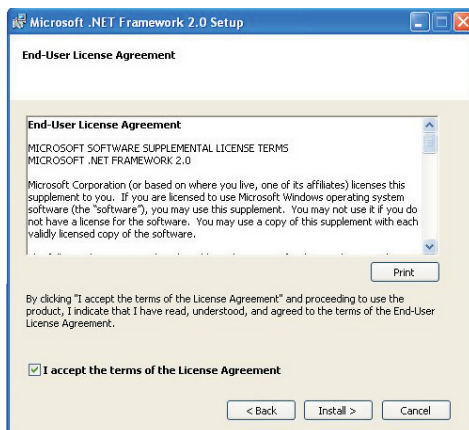 Microsoft .NET Framework 2.0 Setup
End-User License Agreement
End-User License Agreement
MICROSOFT SOFTWARE SUPPLEMENTAL LICENSE TERMS
MICROSOFT .NET FRAMEWORK 2.0
Microsoft Corporation (or based on where you live, one of its affiliates) licenses this
supplement to you. If you are licensed to use Microsoft Windows operating system
software (the "software"), you may use this supplement. You may not use it if you do
not have a license for the software. You may use a copy of this supplement with each
validly licensed copy of the software.
Print
By clicking "I accept the terms of the License Agreement" and proceeding to use the
product, I indicate that I have read, understood, and agreed to the terms of the End-User
License Agreement.
I accept the terms of the License Agreement
< Back
Install >
Cancel